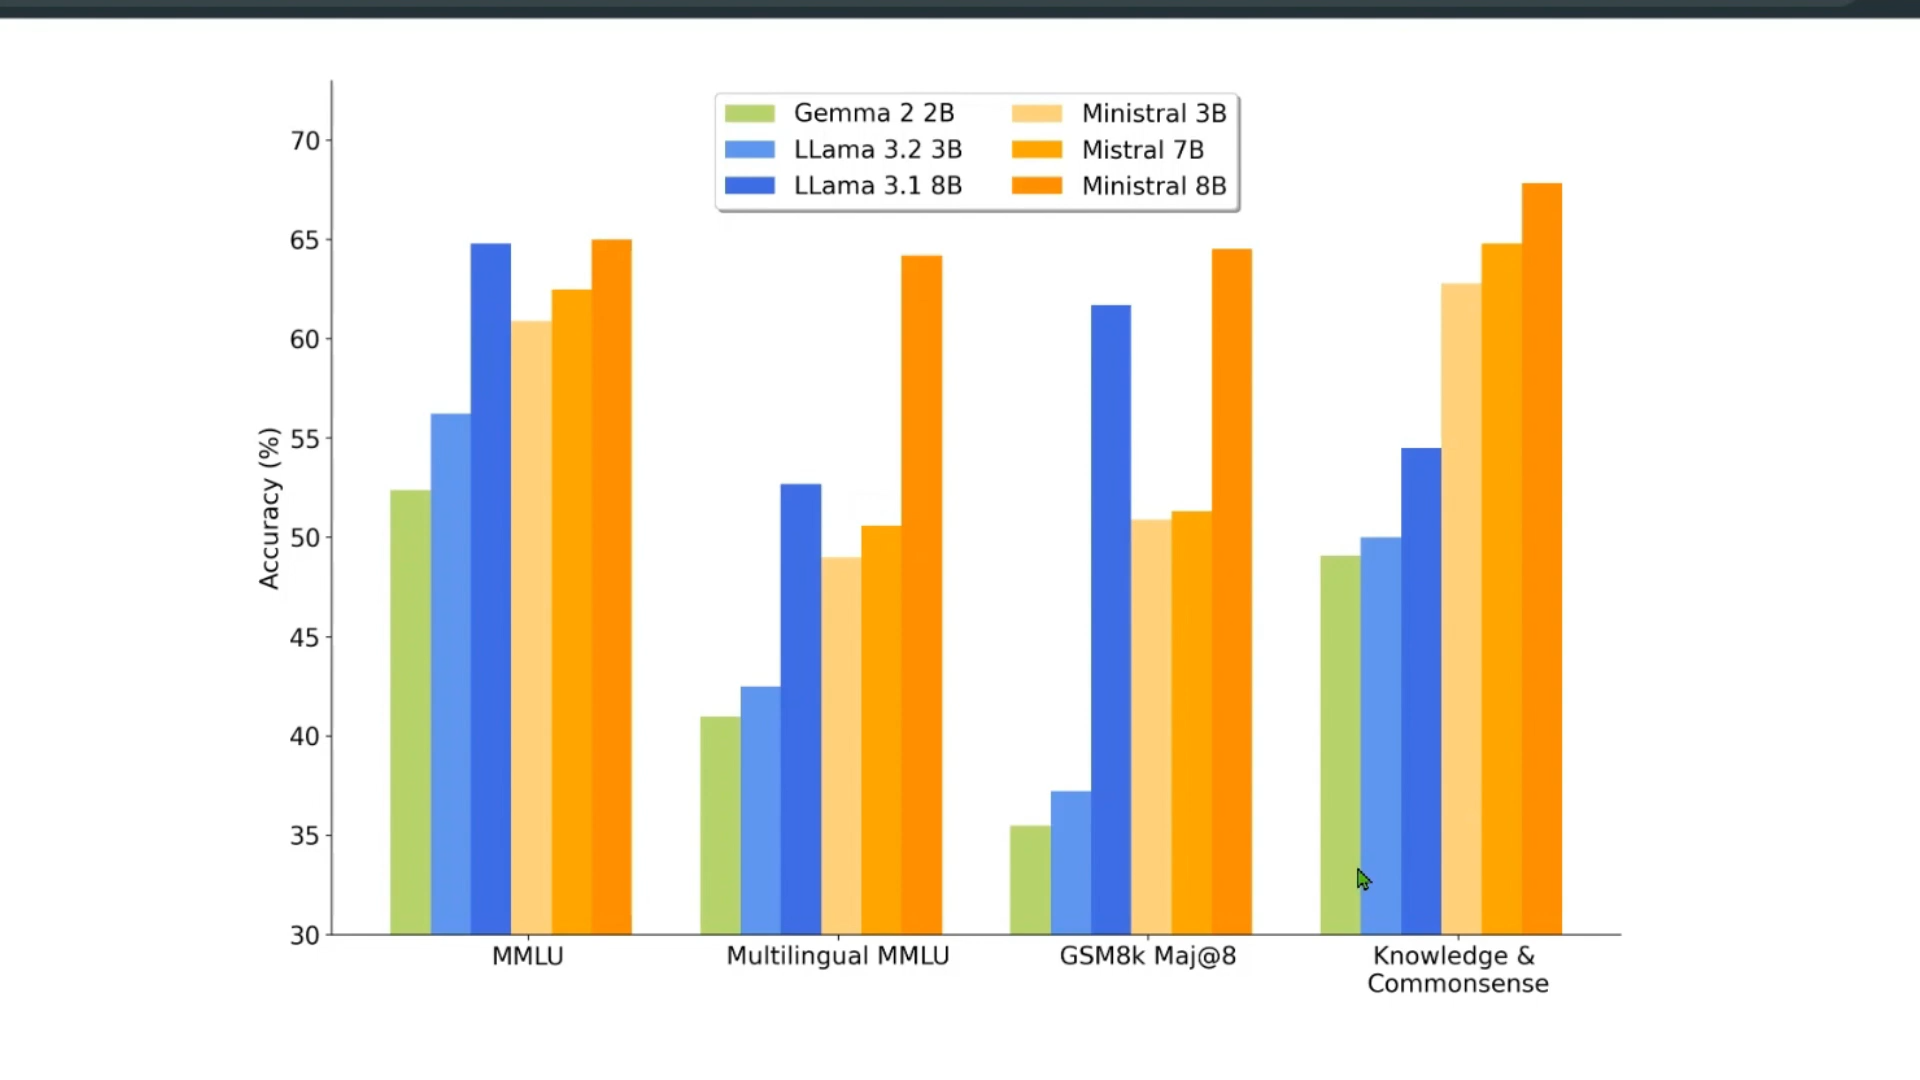 Gemma 2 2B
LLama 3.2 3B
LLama 3.1 8B
Ministral 3B
Mistral 7B
Ministral 8B
Accuracy (%)
70
65
60
55
50
45
40
35
30
MMLU
Multilingual MMLU
GSM8k Maj@8
Knowledge &
Commonsense